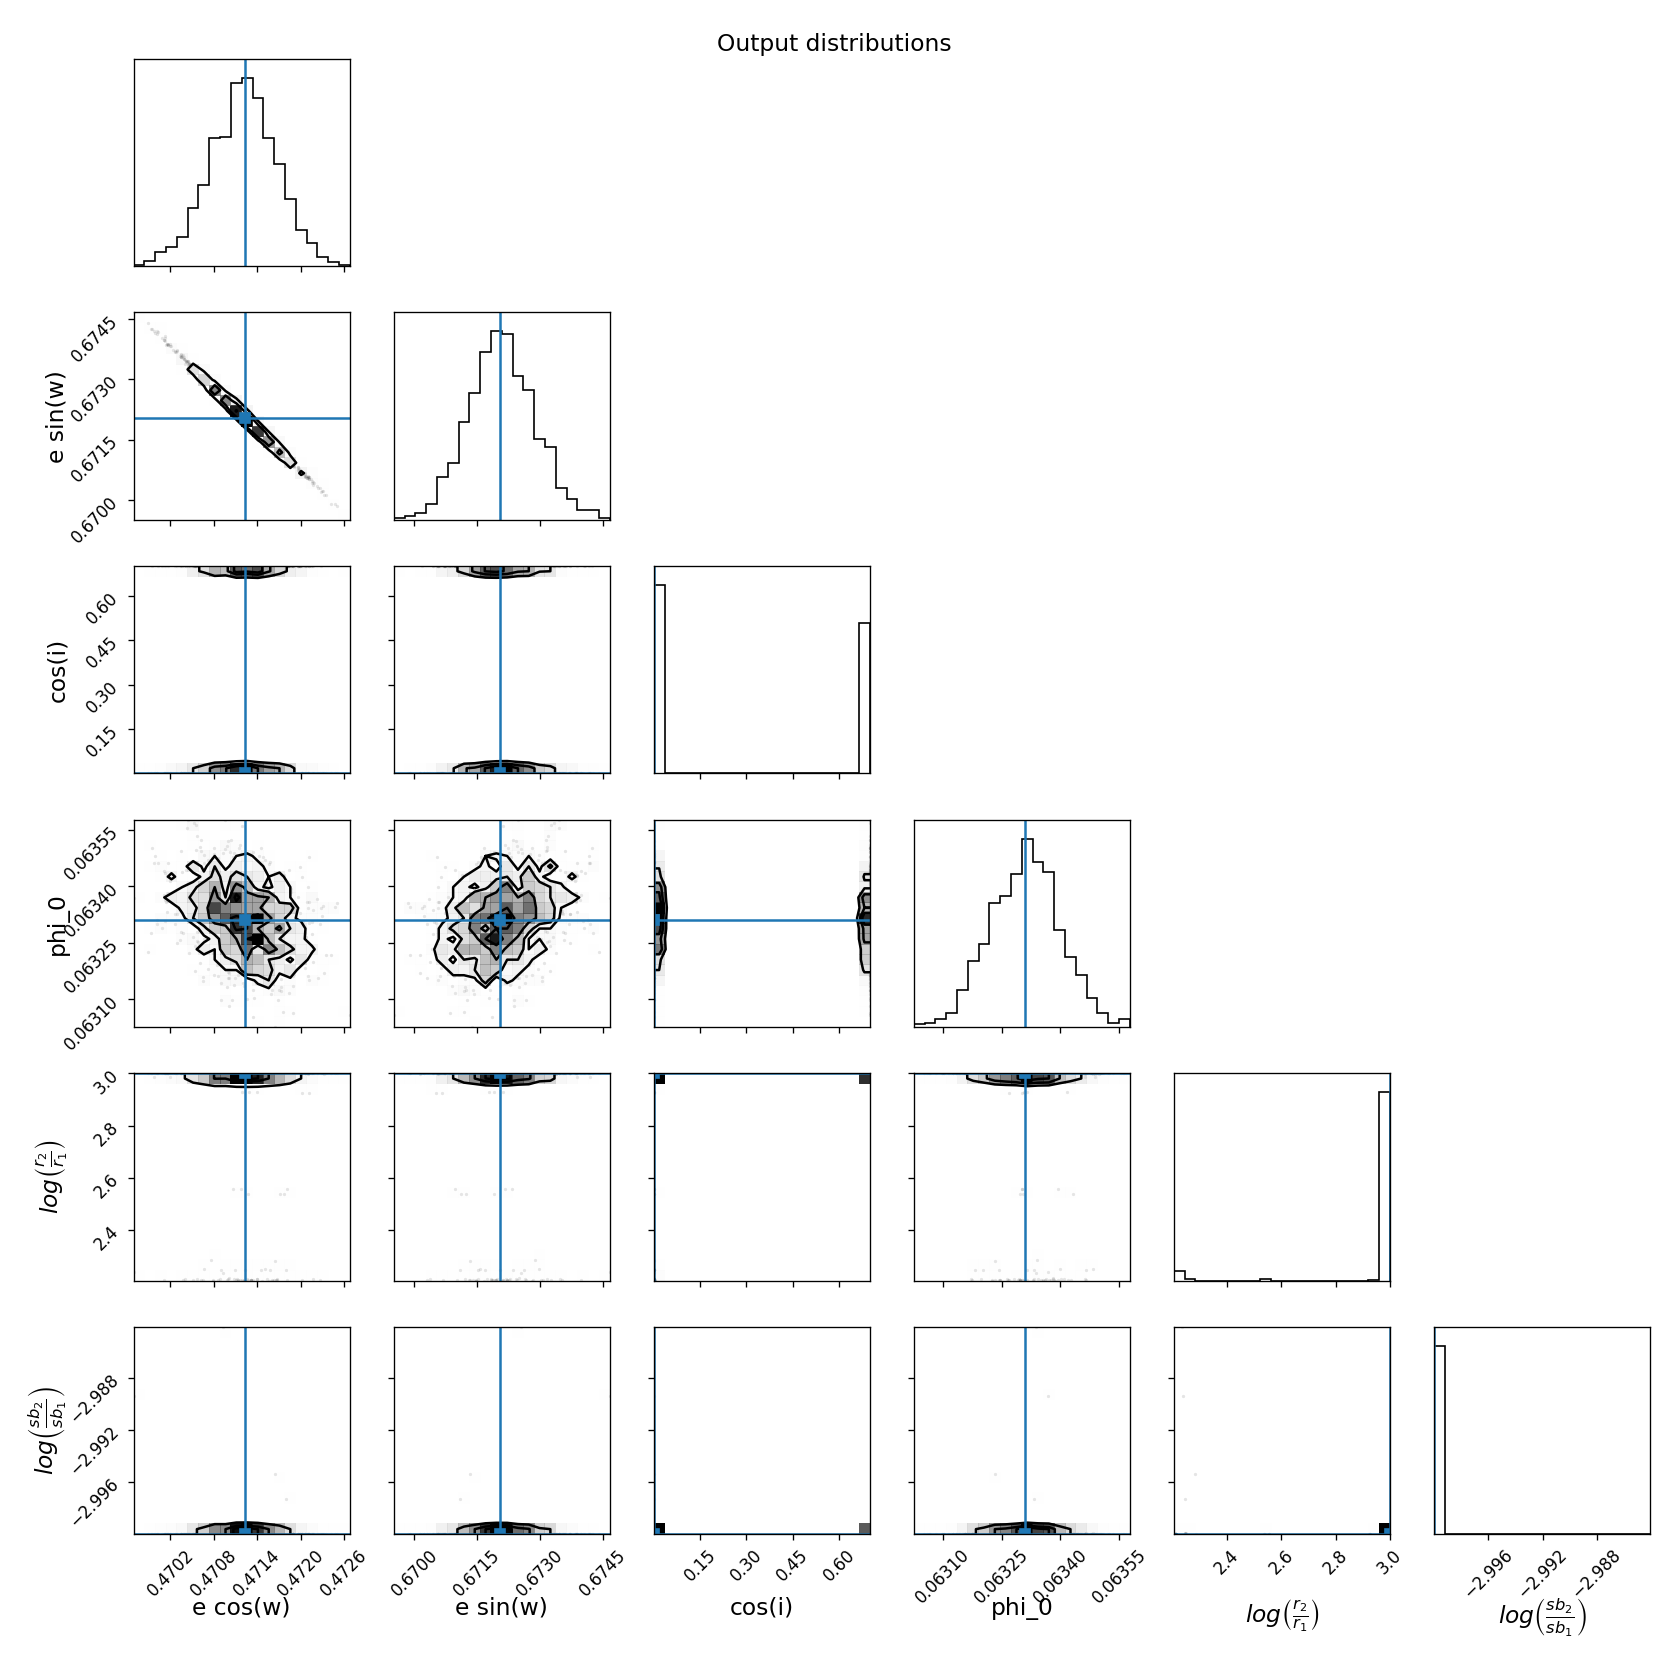 Output distributions
0.6745
0.6730
0.6715
0.6700
e sin(w)
0.60
0.45
0.30
0.15
cos(i)
0.06355
0.06340
0.06325
0.06310
phi_0
3.0
2.8
2.6
2.4
log(r₂/r₁)
−2.988
−2.992
−2.996
log(sb₂/sb₁)
0.4702 0.4708 0.4714 0.4720 0.4726
0.6700 0.6715 0.6730 0.6745
0.15 0.30 0.45 0.60
0.06310 0.06325 0.06340 0.06355
2.4 2.6 2.8 3.0
−2.996 −2.992 −2.988
e cos(w) e sin(w) cos(i) phi_0 log(r₂/r₁) log(sb₂/sb₁)